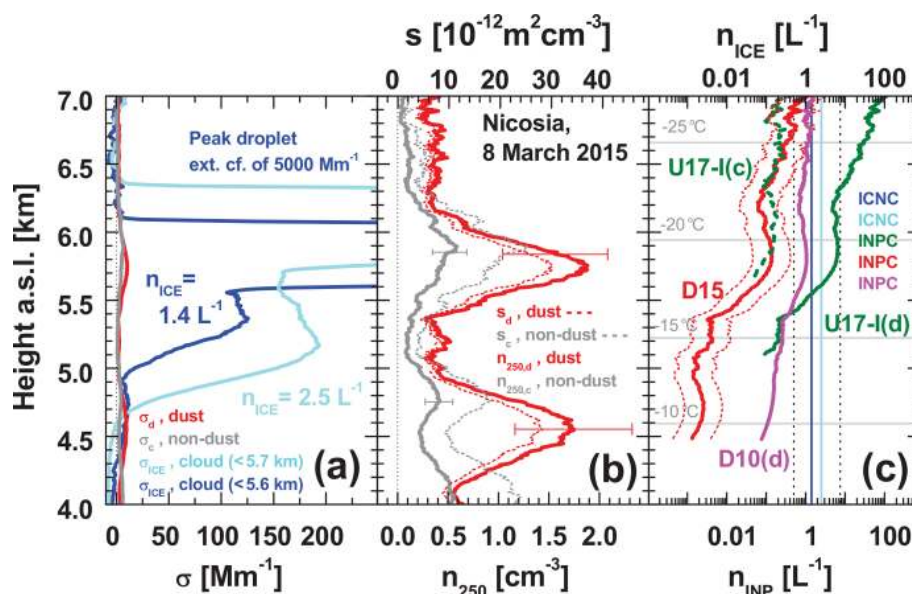 s [10⁻¹²m²cm⁻³]
n_ICE [L⁻¹]
0 10 20 30 40
0.01 1 100
7.0
6.5
6.0
5.5
5.0
4.5
4.0
Height a.s.l. [km]
Peak droplet
ext. cf. of 5000 Mm⁻¹
n_ICE =
1.4 L⁻¹
n_ICE = 2.5 L⁻¹
σ_d , dust
σ_c , non-dust
σ_ICE , cloud (<5.7 km)
σ_ICE , cloud (<5.6 km)
(a)
0 50 100 150 200
σ [Mm⁻¹]
Nicosia,
8 March 2015
s_d , dust
s_c , non-dust
n_250,d , dust
n_250,c , non-dust
(b)
0.0 0.5 1.0 1.5 2.0
n_250 [cm⁻³]
-25°C
U17-I(c)
ICNC
ICNC
INPC
INPC
INPC
-20°C
D15
U17-I(d)
-15°C
-10°C
D10(d)
(c)
0.01 1 100
n_INP [L⁻¹]